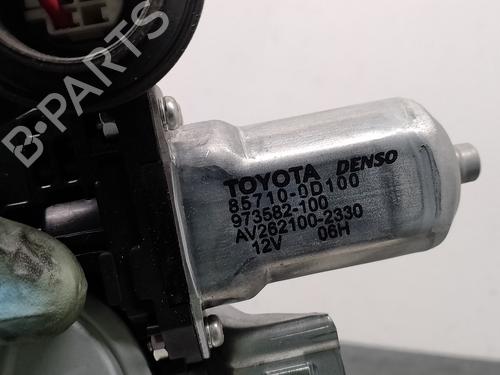 TOYOTA DENSO
85710-0D100
973582-100
AV262100-2330
12V 06H
B-PARTS